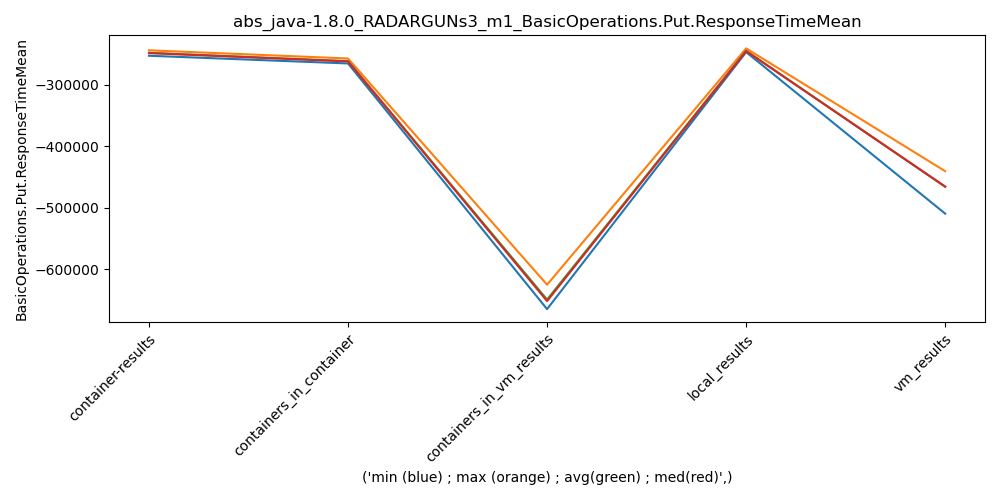 abs_java-1.8.0_RADARGUNs3_m1_BasicOperations.Put.ResponseTimeMean
BasicOperations.Put.ResponseTimeMean
−300000
−400000
−500000
−600000
container-results
containers_in_container
containers_in_vm_results
local_results
vm_results
('min (blue) ; max (orange) ; avg(green) ; med(red)',)